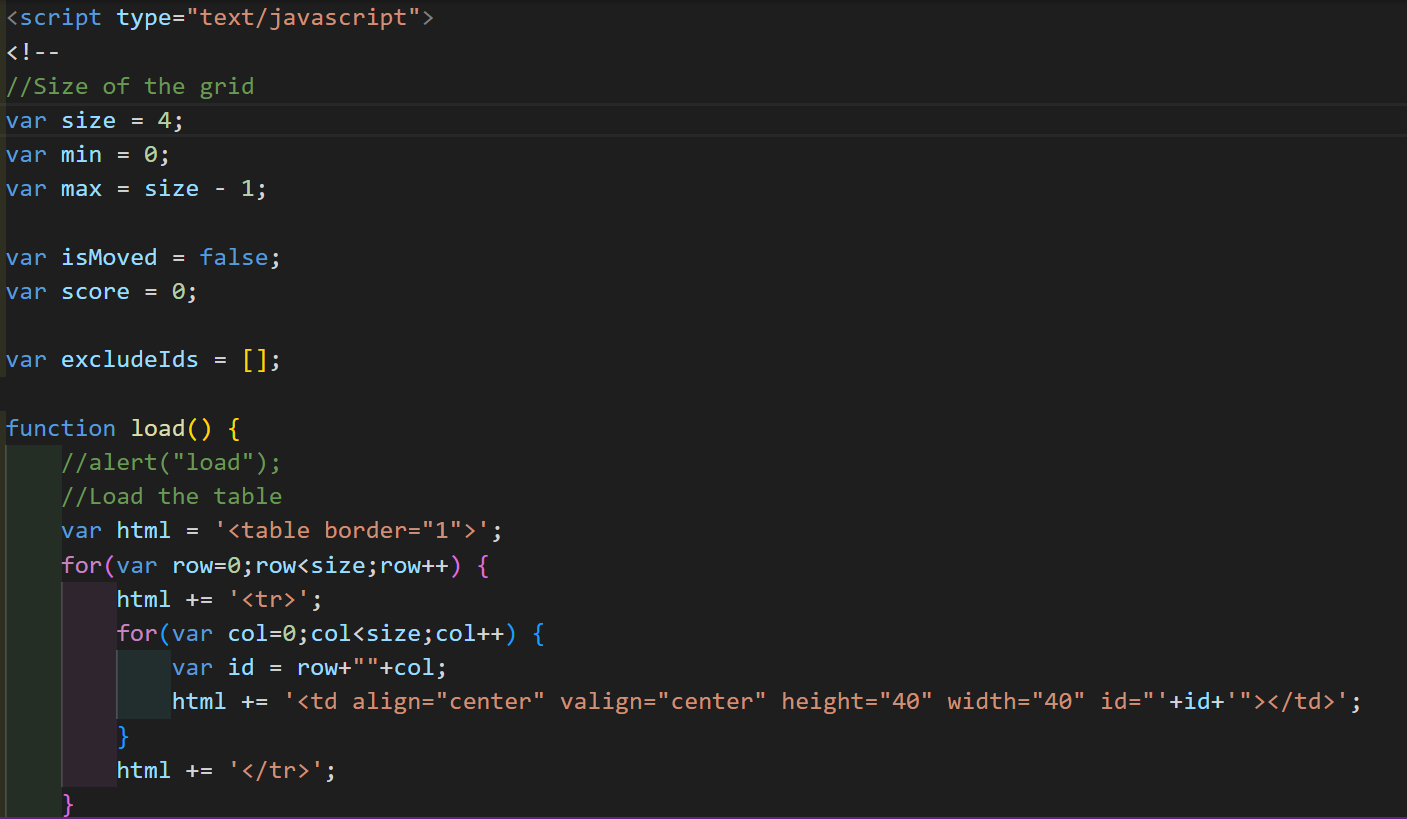 <script type="text/javascript">
<!--
//Size of the grid
var size = 4;
var min = 0;
var max = size - 1;

var isMoved = false;
var score = 0;

var excludeIds = [];

function load() {
    //alert("load");
    //Load the table
    var html = '<table border="1">';
    for(var row=0;row<size;row++) {
        html += '<tr>';
        for(var col=0;col<size;col++) {
            var id = row+""+col;
            html += '<td align="center" valign="center" height="40" width="40" id="'+id+'"></td>';
        }
        html += '</tr>';
    }